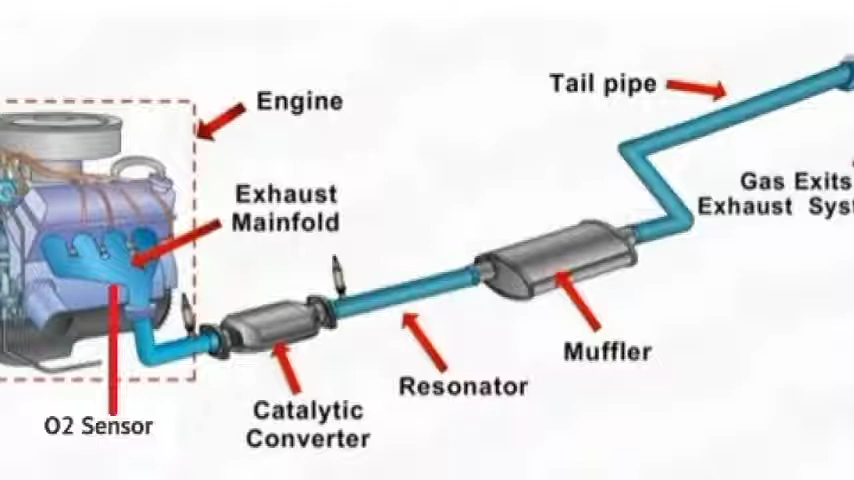 Tail pipe
Engine
Gas Exits
Exhaust
Exhaust
Mainfold
Muffler
Resonator
Catalytic
Converter
O2 Sensor